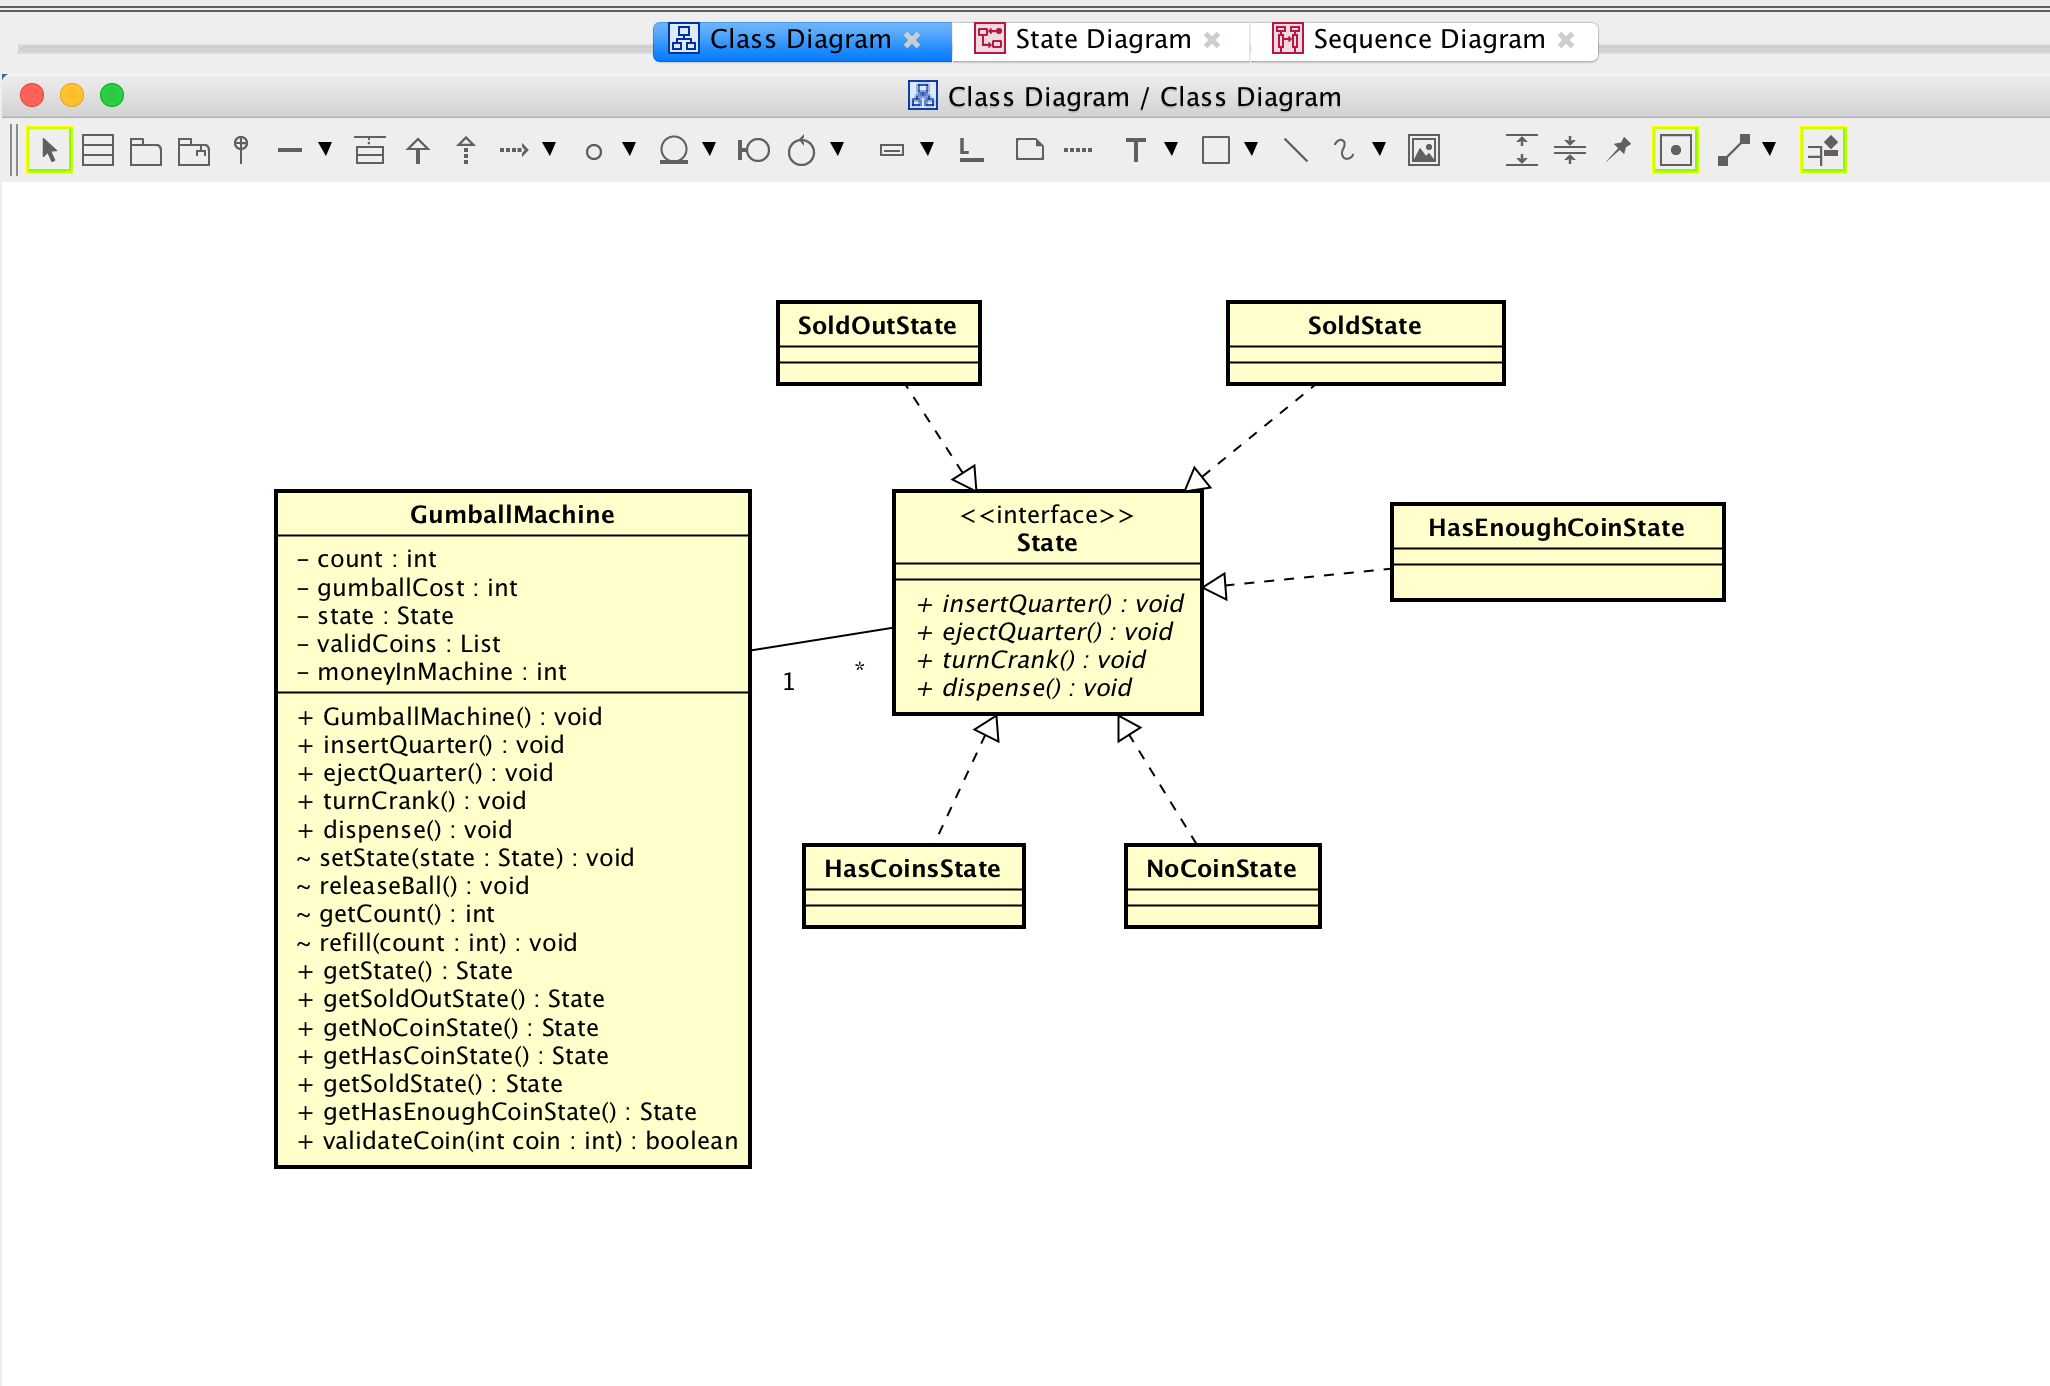 Class Diagram
State Diagram
Sequence Diagram
Class Diagram / Class Diagram
T
L
SoldOutState
SoldState
GumballMachine
- count : int
- gumballCost : int
- state : State
- validCoins : List
- moneyInMachine : int
+ GumballMachine() : void
+ insertQuarter() : void
+ ejectQuarter() : void
+ turnCrank() : void
+ dispense() : void
~ setState(state : State) : void
~ releaseBall() : void
~ getCount() : int
~ refill(count : int) : void
+ getState() : State
+ getSoldOutState() : State
+ getNoCoinState() : State
+ getHasCoinState() : State
+ getSoldState() : State
+ getHasEnoughCoinState() : State
+ validateCoin(int coin : int) : boolean
1
*
<<interface>>
State
+ insertQuarter() : void
+ ejectQuarter() : void
+ turnCrank() : void
+ dispense() : void
HasEnoughCoinState
HasCoinsState
NoCoinState